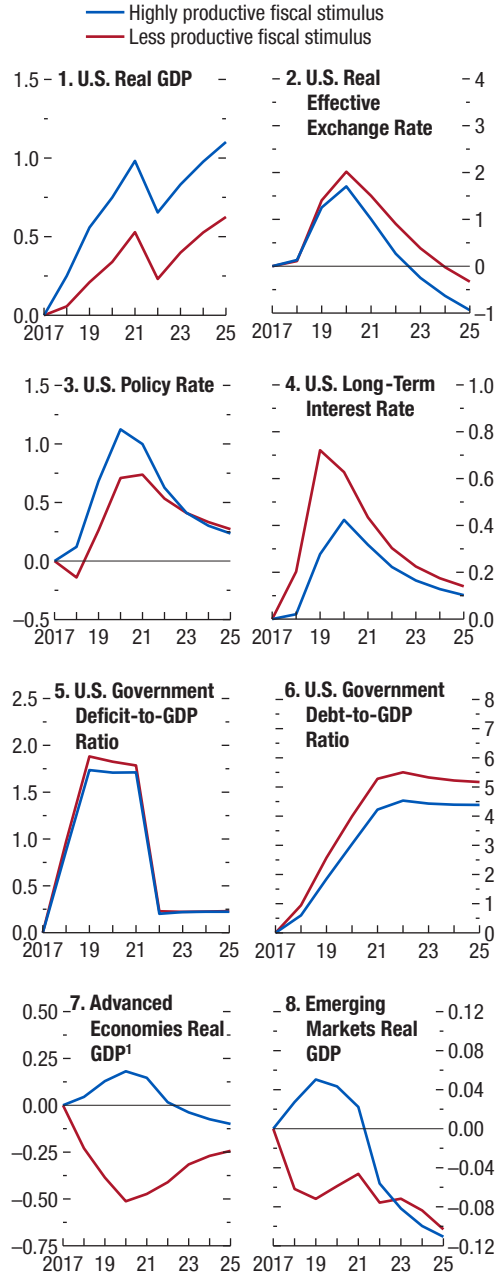 Highly productive fiscal stimulus
Less productive fiscal stimulus
1. U.S. Real GDP
1.5
1.0
0.5
0.0
2017 19 21 23 25
2. U.S. Real
Effective
Exchange Rate
4
3
2
1
0
–1
2017 19 21 23 25
3. U.S. Policy Rate
1.5
1.0
0.5
0.0
–0.5
2017 19 21 23 25
4. U.S. Long-Term
Interest Rate
1.0
0.8
0.6
0.4
0.2
0.0
2017 19 21 23 25
5. U.S. Government
Deficit-to-GDP
Ratio
2.5
2.0
1.5
1.0
0.5
0.0
2017 19 21 23 25
6. U.S. Government
Debt-to-GDP
Ratio
8
7
6
5
4
3
2
1
0
2017 19 21 23 25
7. Advanced
Economies Real
GDP¹
0.50
0.25
0.00
–0.25
–0.50
–0.75
2017 19 21 23 25
8. Emerging
Markets Real
GDP
0.12
0.08
0.04
0.00
–0.04
–0.08
–0.12
2017 19 21 23 25